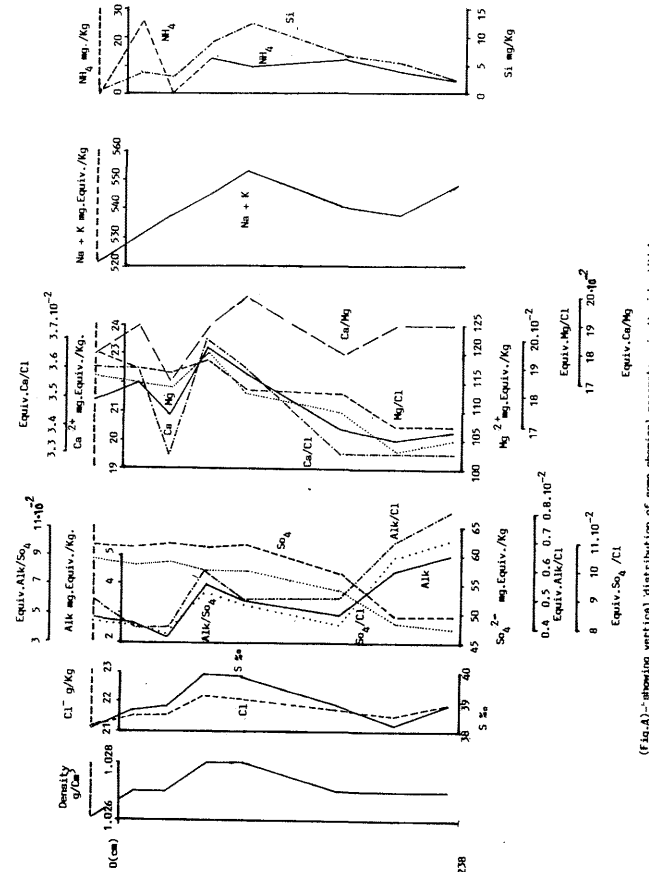 Density
g/Cm³
1.026 1.028
0(cm)
238
Cl⁻ g/Kg
21 22 23
S ‰
Cl
38 39 40
S ‰
Equiv.Alk/So₄
3 5 7 9 11·10⁻²
Alk mg.Equiv./Kg.
2 3 4 5
Alk/So₄
So₄
So₄/Cl
Alk/Cl
Alk
45 50 55 60 65
So₄²⁻ mg.Equiv./Kg
0.4 0.5 0.6 0.7 0.8.10⁻²
Equiv.Alk/Cl
8 9 10 11.10⁻²
Equiv.So₄ /Cl
Equiv.Ca/Cl
3.3 3.4 3.5 3.6 3.7.10⁻²
Ca²⁺ mg.Equiv./Kg.
19 20 21 22 23 24
Ca
Mg
Ca/Cl
Mg/Cl
Ca/Mg
100 105 110 115 120 125
Mg²⁺mg.Equiv/Kg
17 18 19 20.10⁻²
Equiv.Mg/Cl
17 18 19 20·10⁻²
Equiv.Ca/Mg
Na + K mg.Equiv./Kg
520 530 540 550 560
Na + K
NH₄ mg./Kg
0 10 20 30
NH₄
NH₄
Si
0 5 10 15
Si mg/Kg
(Fig.A)- showing vertical distribution of some chemical